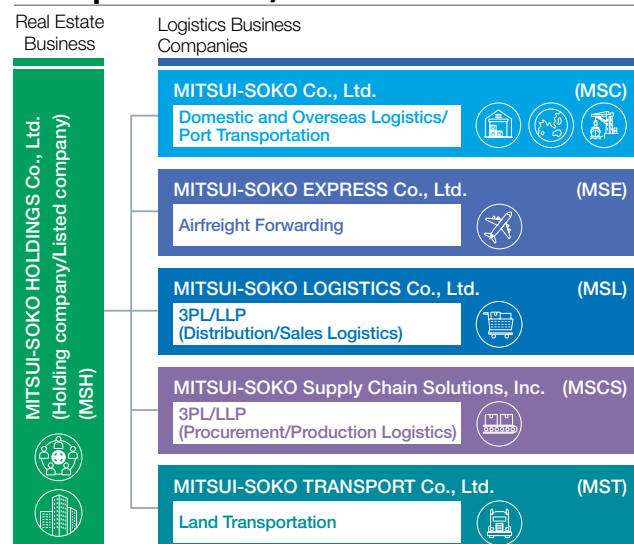 Real Estate
Business
Logistics Business
Companies
MITSUI-SOKO HOLDINGS Co., Ltd.
(Holding company/Listed company)
(MSH)
MITSUI-SOKO Co., Ltd. (MSC)
Domestic and Overseas Logistics/
Port Transportation
MITSUI-SOKO EXPRESS Co., Ltd. (MSE)
Airfreight Forwarding
MITSUI-SOKO LOGISTICS Co., Ltd. (MSL)
3PL/LLP
(Distribution/Sales Logistics)
MITSUI-SOKO Supply Chain Solutions, Inc. (MSCS)
3PL/LLP
(Procurement/Production Logistics)
MITSUI-SOKO TRANSPORT Co., Ltd. (MST)
Land Transportation